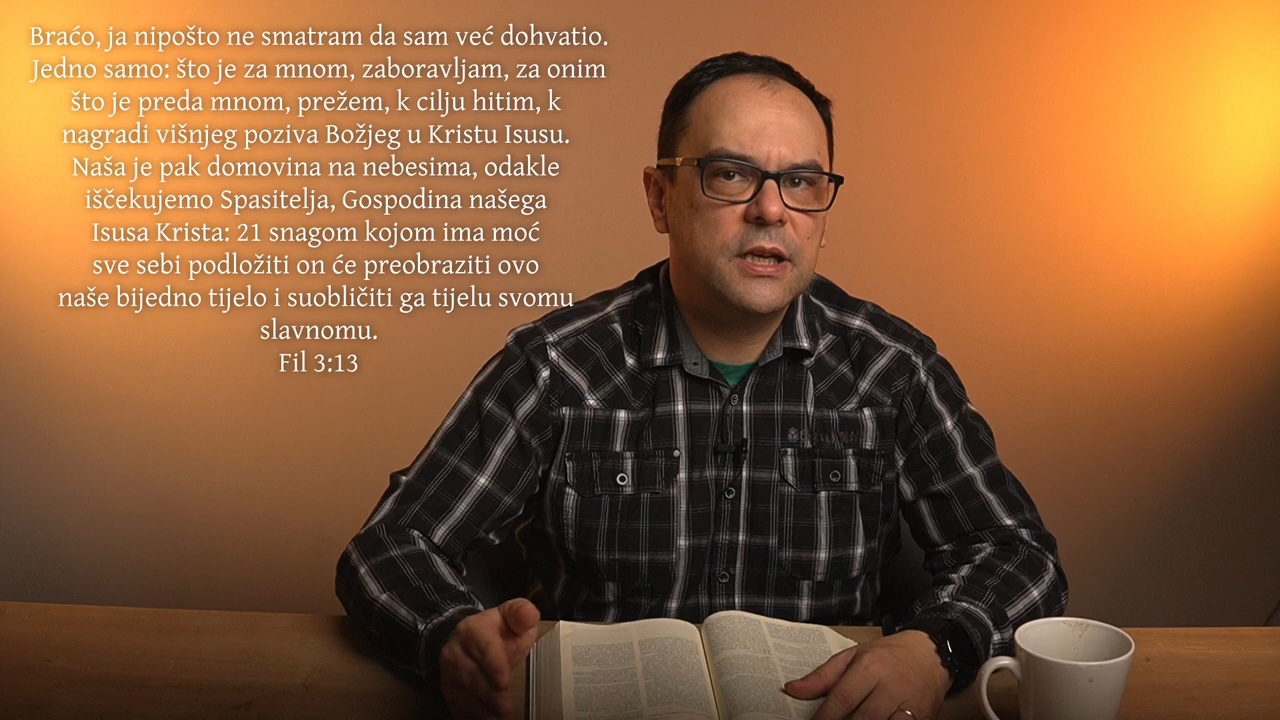 Braćo, ja nipošto ne smatram da sam već dohvatio.
Jedno samo: što je za mnom, zaboravljam, za onim
što je preda mnom, prežem, k cilju hitim, k
nagradi višnjeg poziva Božjeg u Kristu Isusu.
Naša je pak domovina na nebesima, odakle
iščekujemo Spasitelja, Gospodina našega
Isusa Krista: 21 snagom kojom ima moć
sve sebi podložiti on će preobraziti ovo
naše bijedno tijelo i suobličiti ga tijelu svomu
slavnomu.
Fil 3:13